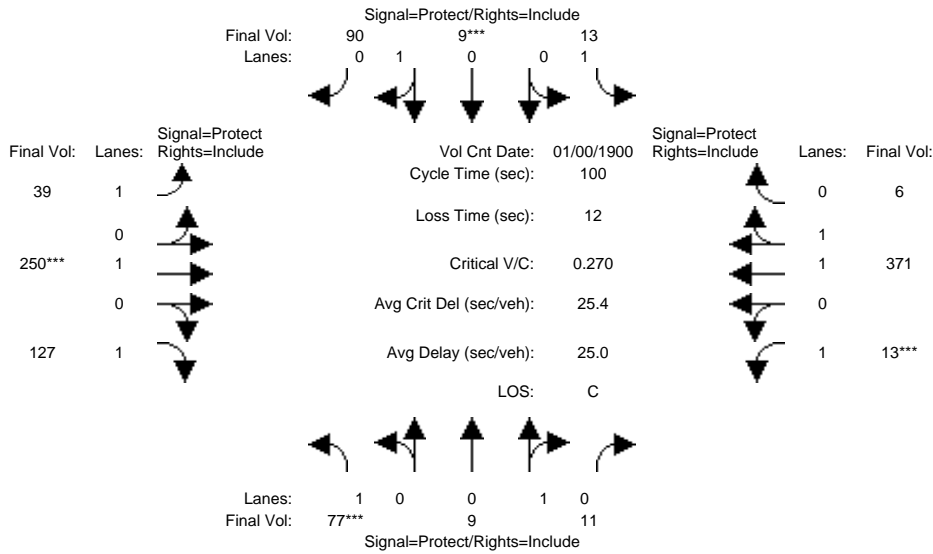 Signal=Protect/Rights=Include
Final Vol: 90 9*** 13
Lanes: 0 1 0 0 1
Signal=Protect
Final Vol: Lanes: Rights=Include
Vol Cnt Date: 01/00/1900
Signal=Protect
Rights=Include Lanes: Final Vol:
Cycle Time (sec): 100
39 1
0 6
Loss Time (sec): 12
0
1
250*** 1
Critical V/C: 0.270
1 371
0
Avg Crit Del (sec/veh): 25.4
0
127 1
Avg Delay (sec/veh): 25.0
1 13***
LOS: C
Lanes: 1 0 0 1 0
Final Vol: 77*** 9 11
Signal=Protect/Rights=Include